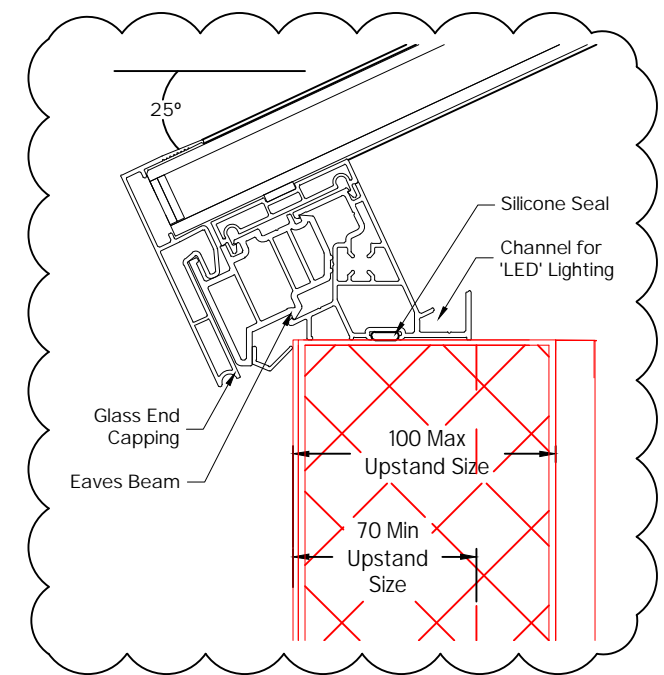 25°
Silicone Seal
Channel for
'LED' Lighting
Glass End
Capping
Eaves Beam
100 Max
Upstand Size
70 Min
Upstand
Size